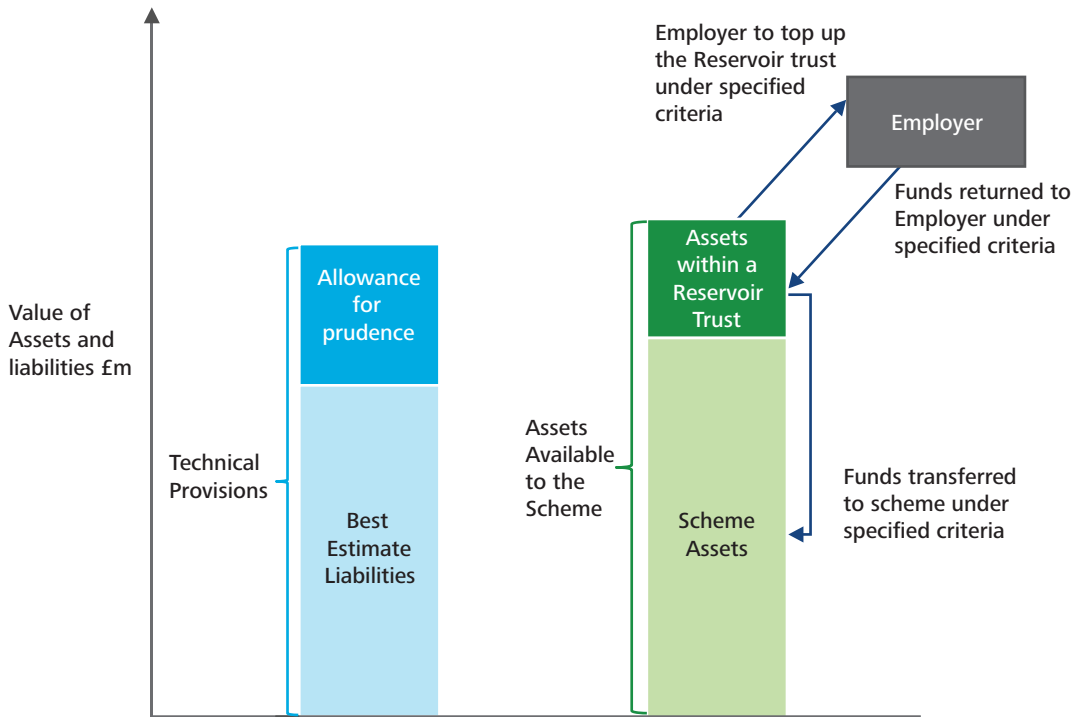 Employer to top up
the Reservoir trust
under specified
criteria
Employer
Funds returned to
Employer under
specified criteria
Value of
Assets and
liabilities £m
Allowance
for
prudence
Assets
within a
Reservoir
Trust
Technical
Provisions
Best
Estimate
Liabilities
Assets
Available
to the
Scheme
Scheme
Assets
Funds transferred
to scheme under
specified criteria